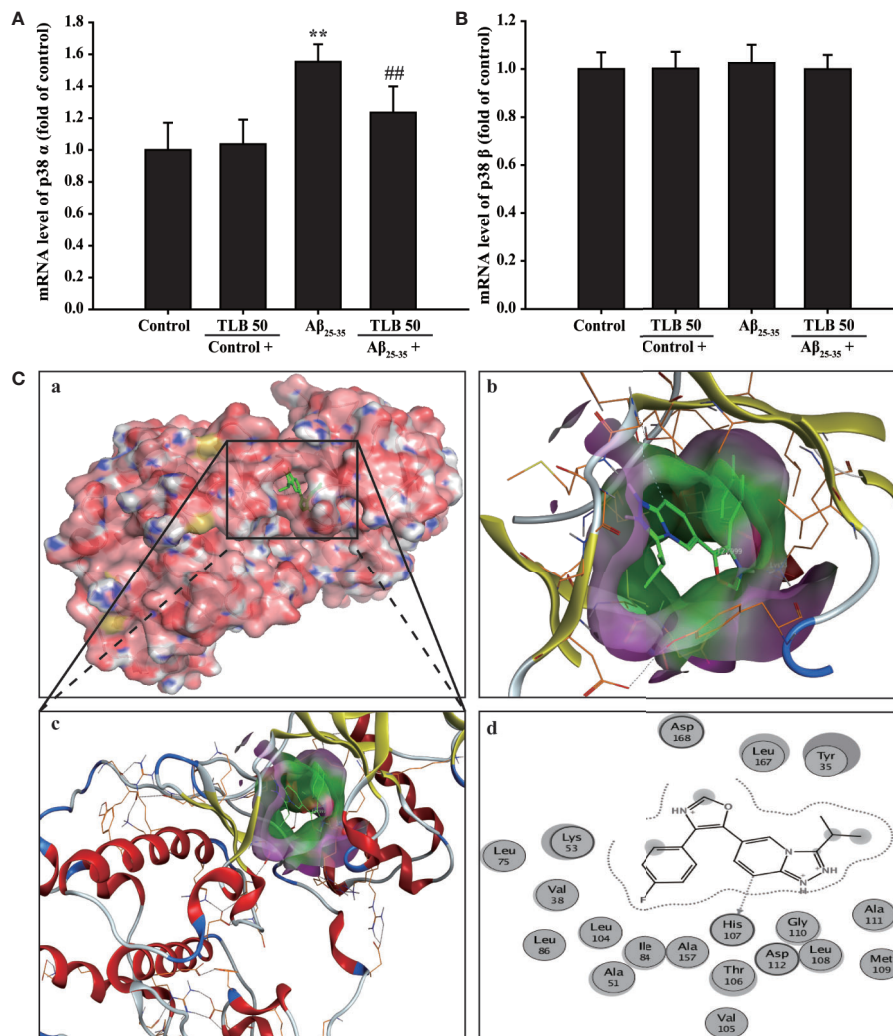 A
mRNA level of p38 α (fold of control)
1.8
1.6
1.4
1.2
1.0
0.8
0.6
0.4
0.2
0.0
**
##
Control
TLB 50
Control +
Aβ25-35
TLB 50
Aβ25-35 +
B
mRNA level of p38 β (fold of control)
1.2
1.0
0.8
0.6
0.4
0.2
0.0
Control
TLB 50
Control +
Aβ25-35
TLB 50
Aβ25-35 +
C
a
b
c
d
Asp
168
Leu
167
Tyr
35
Lys
53
Leu
75
Val
38
Leu
86
Leu
104
Ala
51
Ile
84
Ala
157
His
107
Thr
106
Val
105
Asp
112
Gly
110
Leu
108
Ala
111
Met
109
O
HN
+
F
N
N
NH
N
H
+